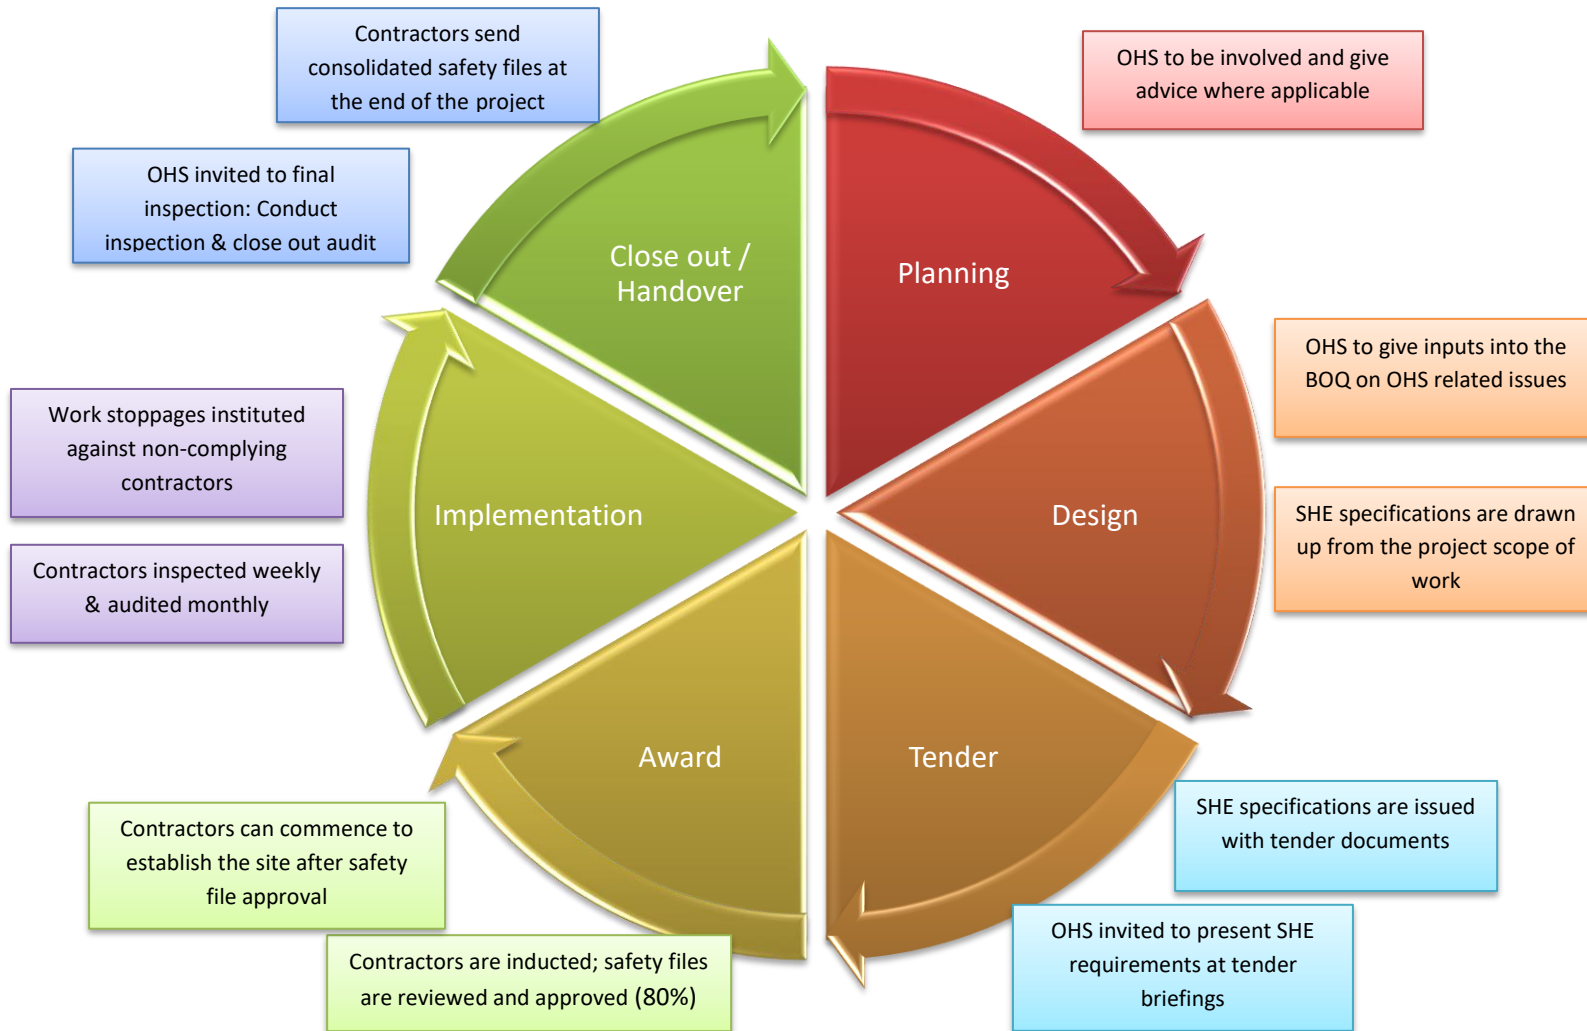 Contractors send
consolidated safety files at
the end of the project
OHS to be involved and give
advice where applicable
OHS invited to final
inspection: Conduct
inspection & close out audit
Close out /
Handover
Planning
OHS to give inputs into the
BOQ on OHS related issues
Work stoppages instituted
against non-complying
contractors
Implementation
Design
SHE specifications are drawn
up from the project scope of
work
Contractors inspected weekly
& audited monthly
Award
Tender
SHE specifications are issued
with tender documents
Contractors can commence to
establish the site after safety
file approval
OHS invited to present SHE
requirements at tender
briefings
Contractors are inducted; safety files
are reviewed and approved (80%)